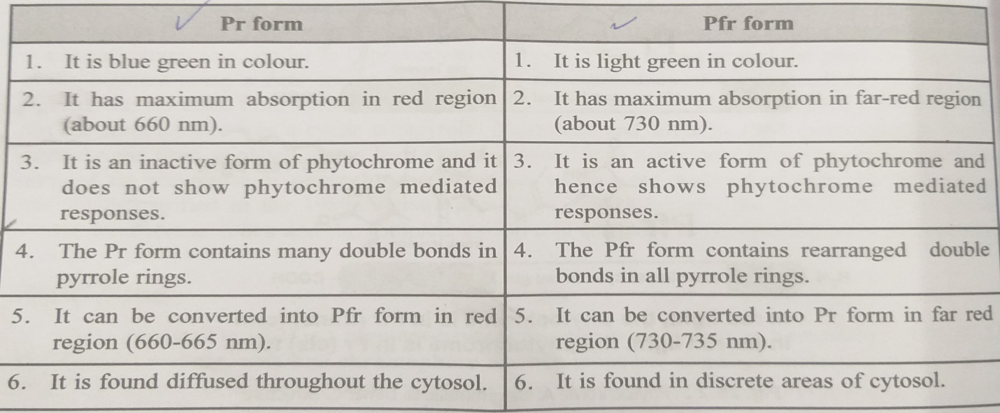 Pr form
Pfr form
1. It is blue green in colour.
1. It is light green in colour.
2. It has maximum absorption in red region
(about 660 nm).
2. It has maximum absorption in far-red region
(about 730 nm).
3. It is an inactive form of phytochrome and it
does not show phytochrome mediated
responses.
3. It is an active form of phytochrome and
hence shows phytochrome mediated
responses.
4. The Pr form contains many double bonds in
pyrrole rings.
4. The Pfr form contains rearranged double
bonds in all pyrrole rings.
5. It can be converted into Pfr form in red
region (660-665 nm).
5. It can be converted into Pr form in far red
region (730-735 nm).
6. It is found diffused throughout the cytosol.
6. It is found in discrete areas of cytosol.